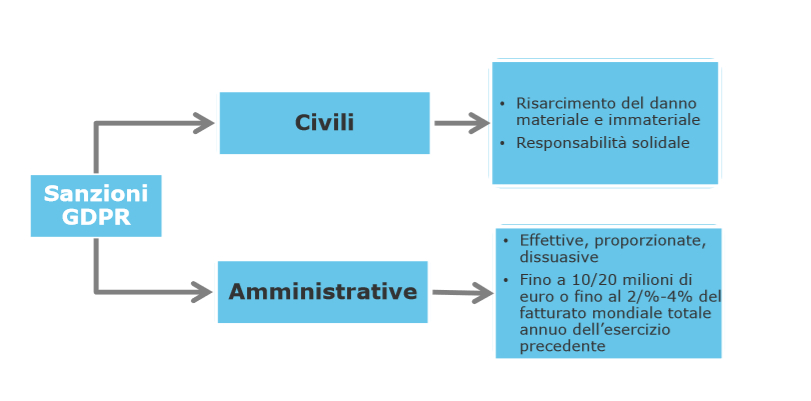 Sanzioni
GDPR
Civili
• Risarcimento del danno
materiale e immateriale
• Responsabilità solidale
Amministrative
• Effettive, proporzionate,
dissuasive
• Fino a 10/20 milioni di
euro o fino al 2/%-4% del
fatturato mondiale totale
annuo dell’esercizio
precedente